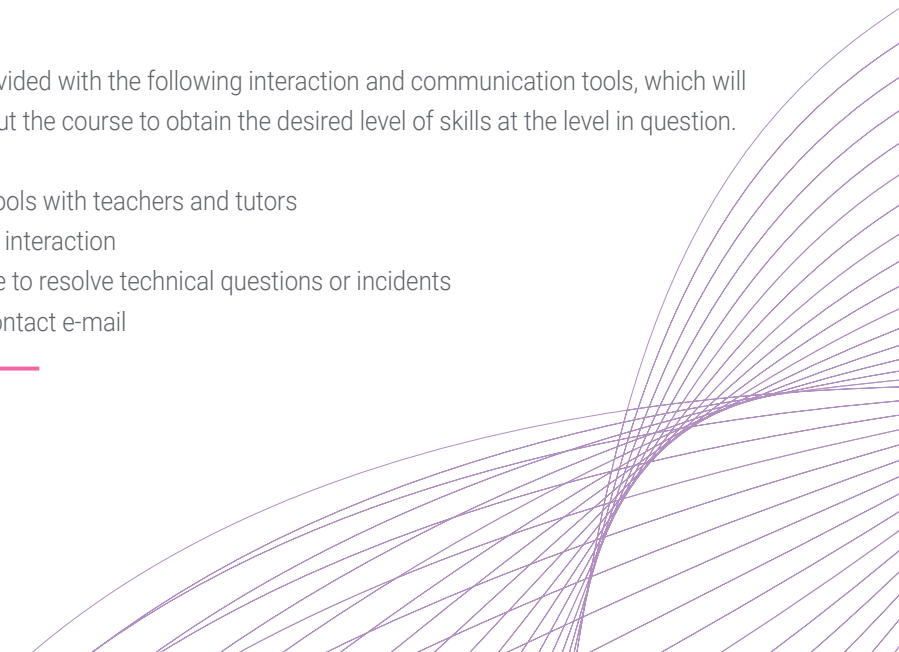 vided with the following interaction and communication tools, which will
ut the course to obtain the desired level of skills at the level in question.
ools with teachers and tutors
interaction
e to resolve technical questions or incidents
ontact e-mail